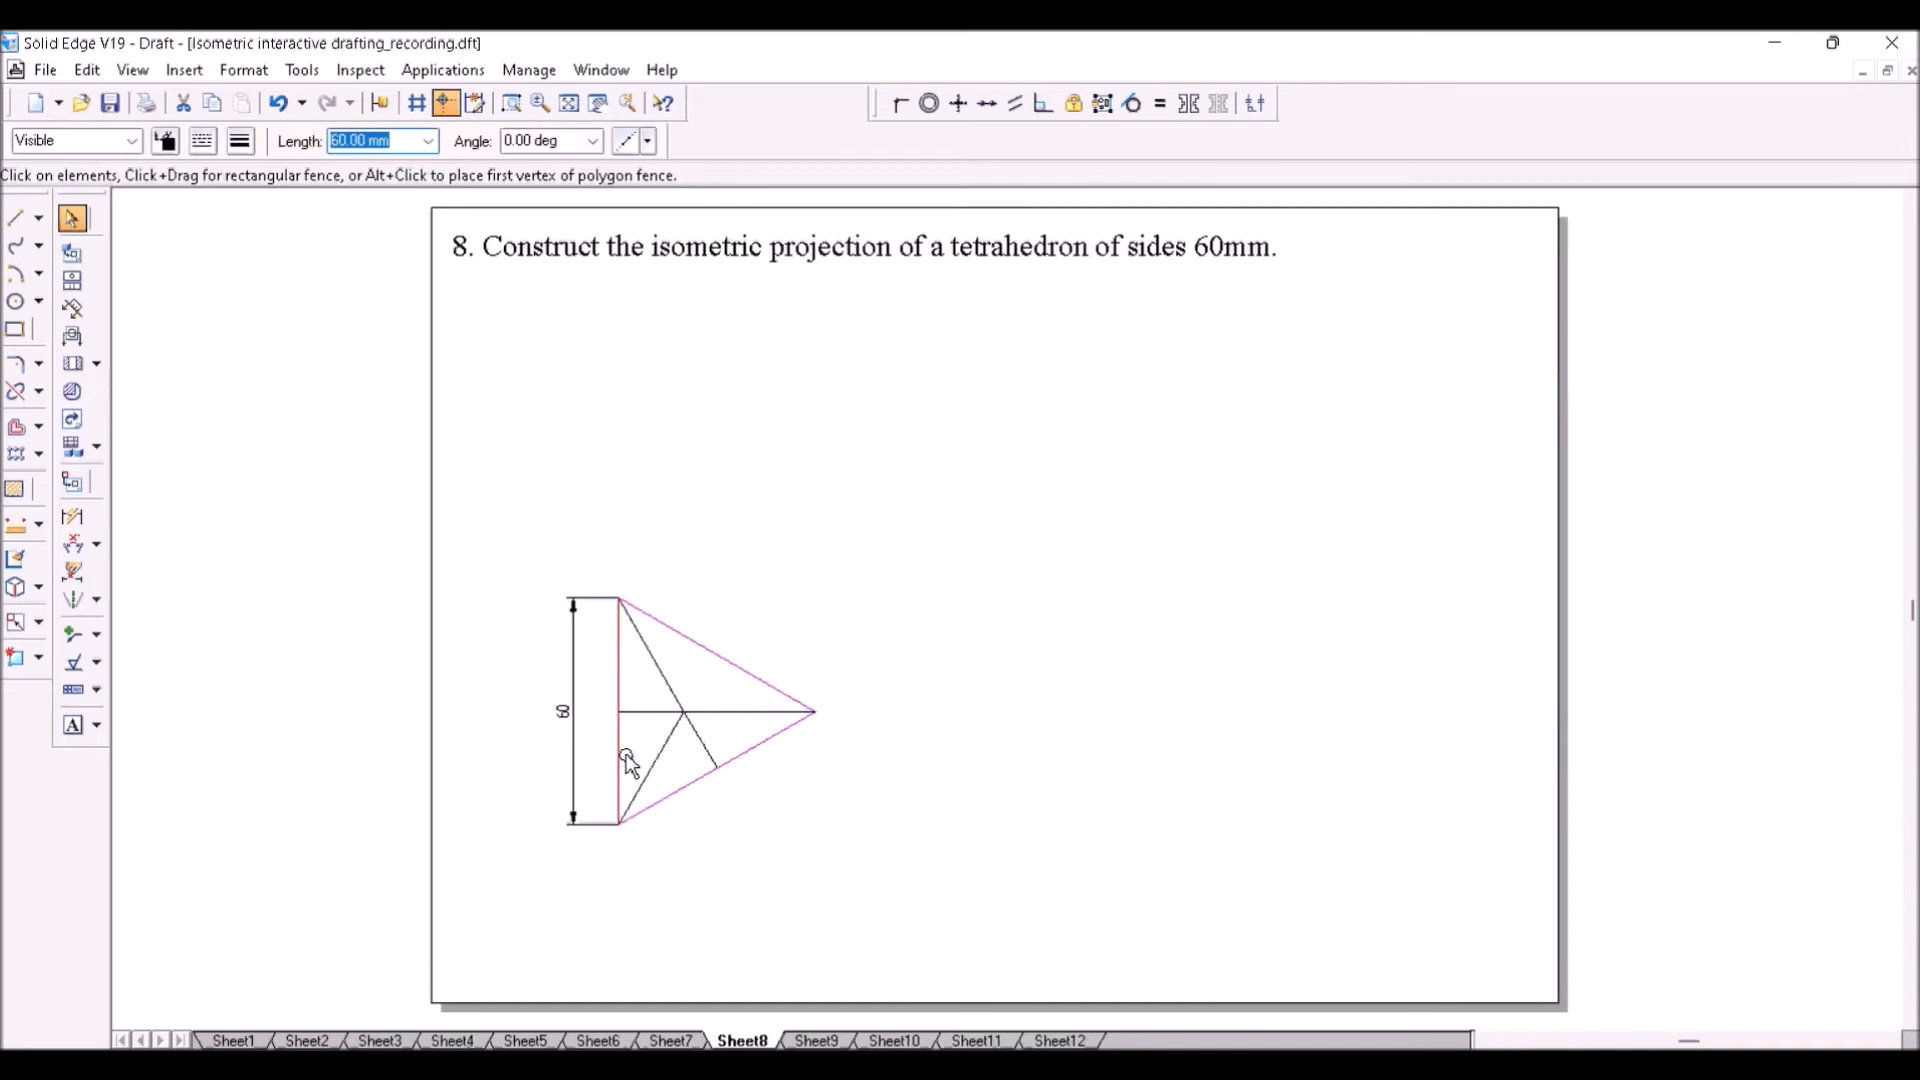 Solid Edge V19 - Draft - [Isometric interactive drafting_recording.dft]
File Edit View Insert Format Tools Inspect Applications Manage Window Help
Visible Length: 60.00 mm Angle: 0.00 deg
Click on elements, Click+Drag for rectangular fence, or Alt+Click to place first vertex of polygon fence.
8. Construct the isometric projection of a tetrahedron of sides 60mm.
60
A
Sheet1 Sheet2 Sheet3 Sheet4 Sheet5 Sheet6 Sheet7 Sheet8 Sheet9 Sheet10 Sheet11 Sheet12